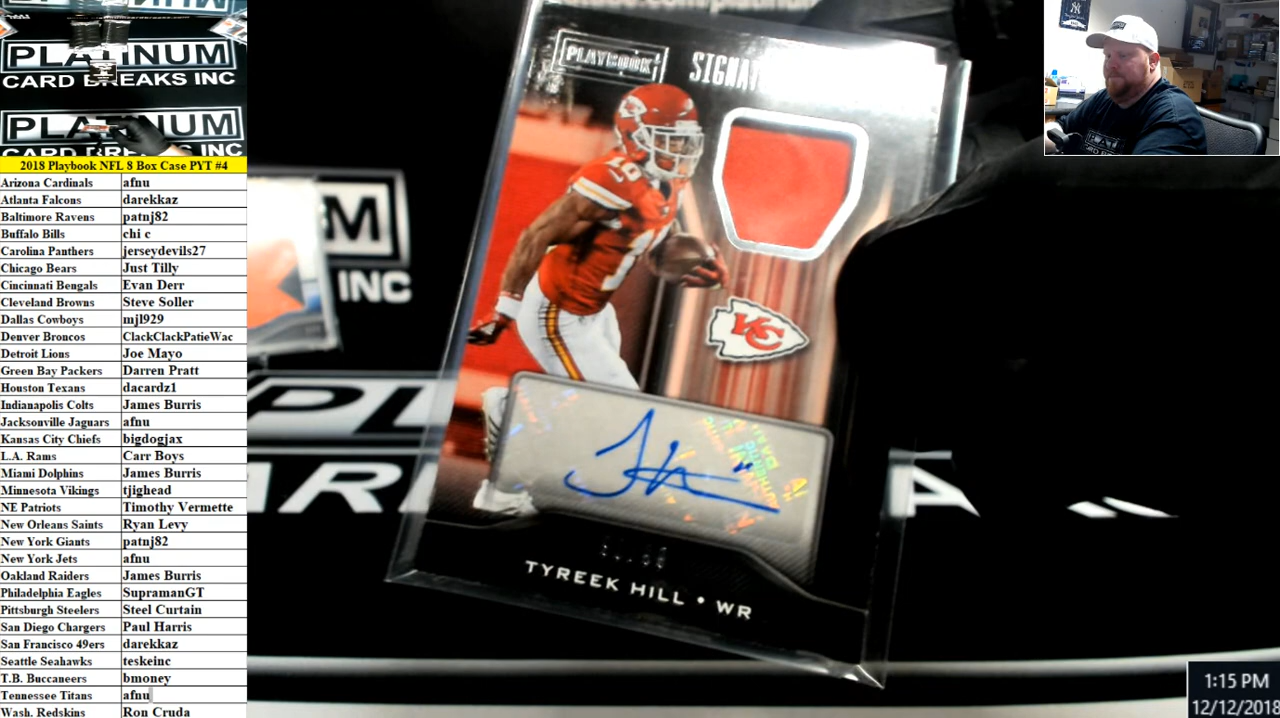 PLATINUM
CARD BREAKS INC
PLATINUM
CARD BREAKS INC
2018 Playbook NFL 8 Box Case PYT #4
Arizona Cardinals afnu
Atlanta Falcons darekkaz
Baltimore Ravens patnj82
Buffalo Bills chi c
Carolina Panthers jerseydevils27
Chicago Bears Just Tilly
Cincinnati Bengals Evan Derr
Cleveland Browns Steve Soller
Dallas Cowboys mjl929
Denver Broncos ClackClackPatieWac
Detroit Lions Joe Mayo
Green Bay Packers Darren Pratt
Houston Texans dacardz1
Indianapolis Colts James Burris
Jacksonville Jaguars afnu
Kansas City Chiefs bigdogjax
L.A. Rams Carr Boys
Miami Dolphins James Burris
Minnesota Vikings tjighead
NE Patriots Timothy Vermette
New Orleans Saints Ryan Levy
New York Giants patnj82
New York Jets afnu
Oakland Raiders James Burris
Philadelphia Eagles SupramanGT
Pittsburgh Steelers Steel Curtain
San Diego Chargers Paul Harris
San Francisco 49ers darekkaz
Seattle Seahawks teskeinc
T.B. Buccaneers bmoney
Tennessee Titans afnu
Wash. Redskins Ron Cruda
PLAYBOOK SIGNAT
KC
TYREEK HILL • WR
M
INC
PL
AR
A
1:15 PM
12/12/2018